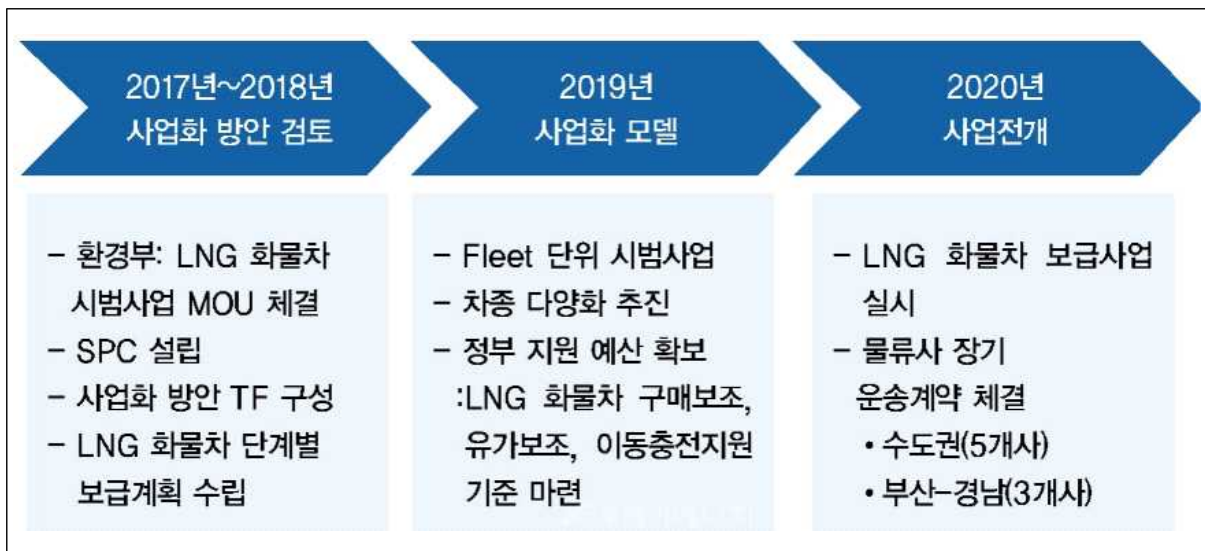 2017년~2018년
사업화 방안 검토
- 환경부: LNG 화물차
시범사업 MOU 체결
- SPC 설립
- 사업화 방안 TF 구성
- LNG 화물차 단계별
보급계획 수립
2019년
사업화 모델
- Fleet 단위 시범사업
- 차종 다양화 추진
- 정부 지원 예산 확보
:LNG 화물차 구매보조,
유가보조, 이동충전지원
기준 마련
2020년
사업전개
- LNG 화물차 보급사업
실시
- 물류사 장기
운송계약 체결
• 수도권(5개사)
• 부산-경남(3개사)